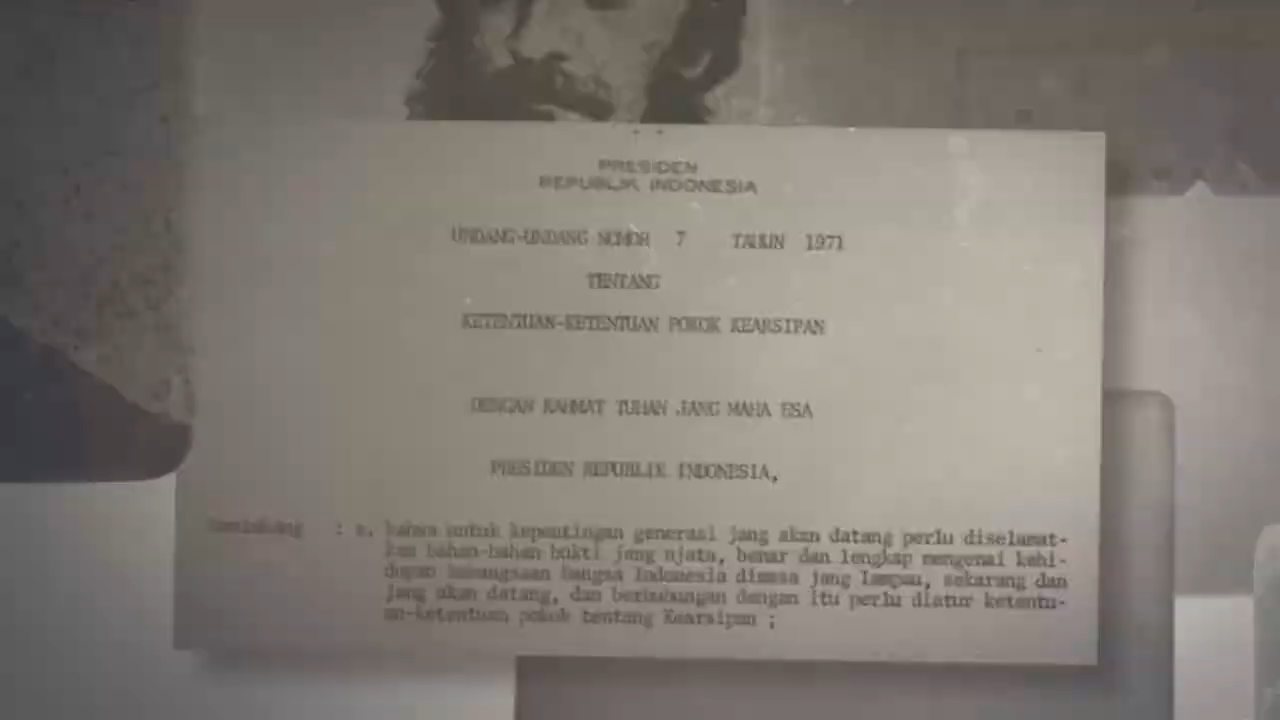 PRESIDEN
REPUBLIK INDONESIA
UNDANG-UNDANG NOMOR 7 TAHUN 1971
TENTANG
KETENTUAN-KETENTUAN POKOK KEARSIPAN
DENGAN RAHMAT TUHAN JANG MAHA ESA
PRESIDEN REPUBLIK INDONESIA,
Menimbang : a. bahwa untuk kepentingan generasi jang akan datang perlu diselamat-
kan bahan-bahan bukti jang njata, benar dan lengkap mengenai kehi-
dupan kebangsaan bangsa Indonesia dimasa jang lampau, sekarang dan
jang akan datang, dan berhubungan dengan itu perlu diatur ketentu-
an-ketentuan pokok tentang Kearsipan ;